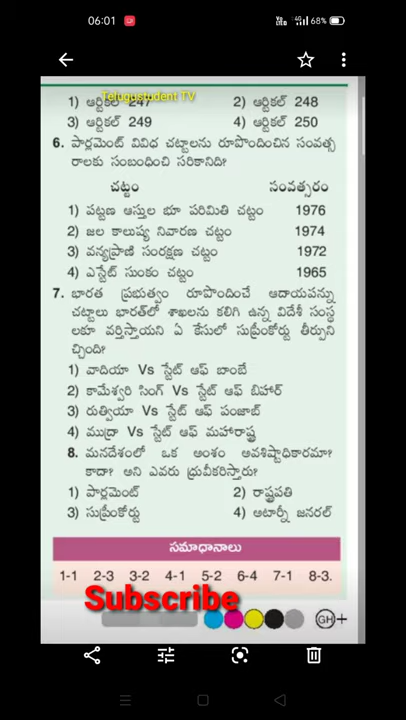 06:01
68%
Telugustudent TV
1) ఆర్టికల్ 247 2) ఆర్టికల్ 248
3) ఆర్టికల్ 249 4) ఆర్టికల్ 250
6. పార్లమెంట్ వివిధ చట్టాలను రూపొందించిన సంవత్స
రాలకు సంబంధించి సరికానిది?
చట్టం సంవత్సరం
1) పట్టణ ఆస్తుల భూ పరిమితి చట్టం 1976
2) జల కాలుష్య నివారణ చట్టం 1974
3) వన్యప్రాణి సంరక్షణ చట్టం 1972
4) ఎస్టేట్ సుంకం చట్టం 1965
7. భారత ప్రభుత్వం రూపొందించే ఆదాయపన్ను
చట్టాలు భారత్‌లో శాఖలను కలిగి ఉన్న విదేశీ సంస్థ
లకూ వర్తిస్తాయని ఏ కేసులో సుప్రీంకోర్టు తీర్పుని
చ్చింది?
1) వాదియా Vs స్టేట్ ఆఫ్ బాంబే
2) కామేశ్వరి సింగ్ Vs స్టేట్ ఆఫ్ బిహార్
3) రుత్వియా Vs స్టేట్ ఆఫ్ పంజాబ్
4) ముద్రా Vs స్టేట్ ఆఫ్ మహారాష్ట్ర
8. మనదేశంలో ఒక అంశం అవశిష్టాధికారమా?
కాదా? అని ఎవరు ధ్రువీకరిస్తారు?
1) పార్లమెంట్ 2) రాష్ట్రపతి
3) సుప్రీంకోర్టు 4) అటార్నీ జనరల్
సమాధానాలు
1-1 2-3 3-2 4-1 5-2 6-4 7-1 8-3.
Subscribe
GH